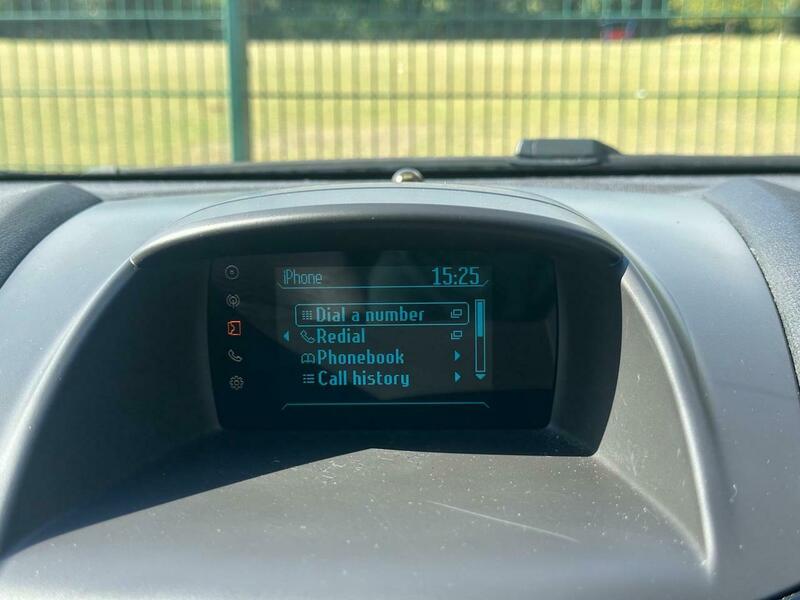 iPhone 15:25
Dial a number
Redial
Phonebook
Call history